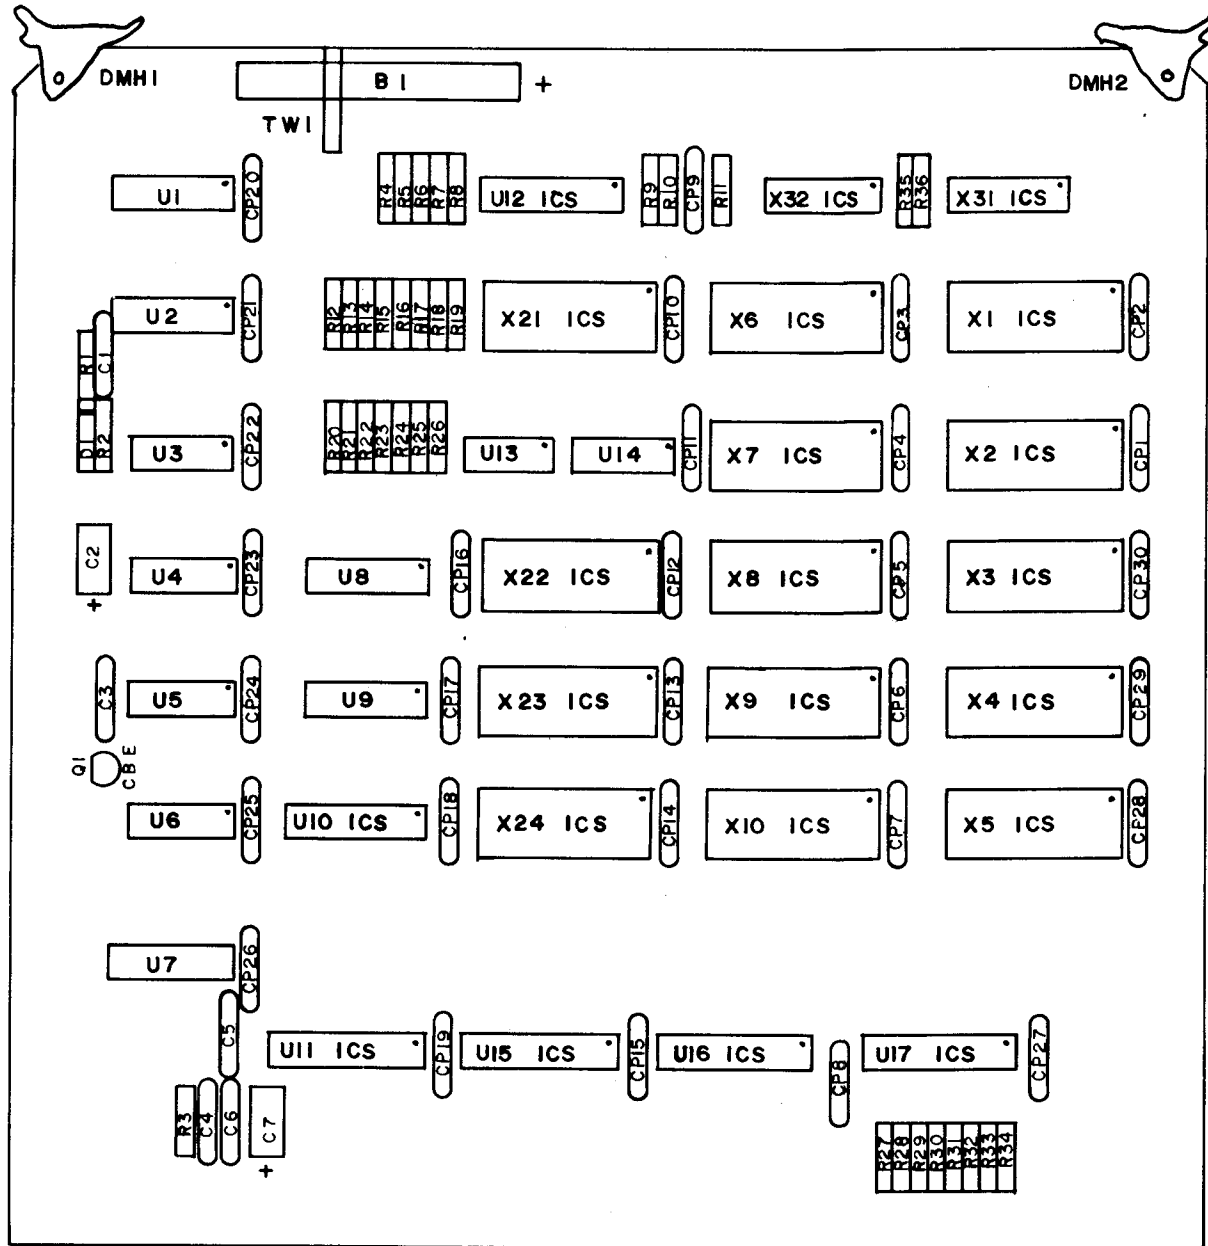 DMH1
B1 +
DMH2
TW1
U1
CP20
R4
R5
R6
R7
R8
U12 ICS
R9
R10
CP9
R11
X32 ICS
R35
R36
X31 ICS
U2
CP21
R12
R13
R14
R15
R16
R17
R18
R19
X21 ICS
CP10
X6 ICS
CP3
X1 ICS
CP2
R1
C1
D1
R2
U3
CP22
R20
R21
R22
R23
R24
R25
R26
U13
U14
CP11
X7 ICS
CP4
X2 ICS
CP1
C2
+
U4
CP23
U8
CP16
X22 ICS
CP12
X8 ICS
CP5
X3 ICS
CP30
C3
U5
CP24
U9
CP17
X23 ICS
CP13
X9 ICS
CP6
X4 ICS
CP29
Q1
CBE
U6
CP25
U10 ICS
CP18
X24 ICS
CP14
X10 ICS
CP7
X5 ICS
CP28
U7
CP26
C5
U11 ICS
CP19
U15 ICS
CP15
U16 ICS
CP8
U17 ICS
CP27
R3
C4
C6
C7
+
R27
R28
R29
R30
R31
R32
R33
R34